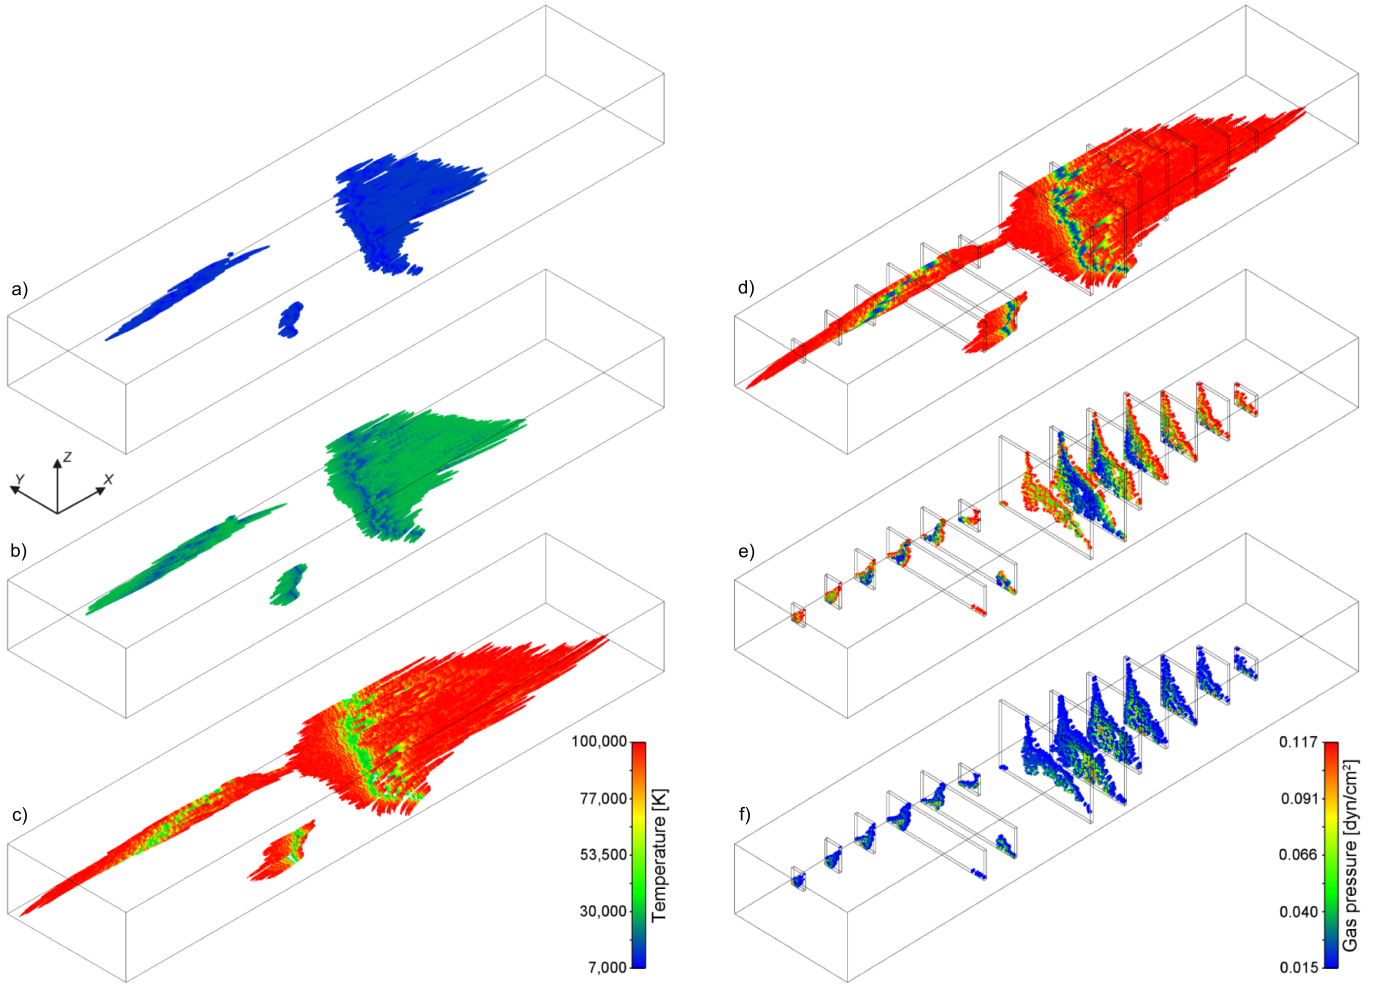 a)
d)
Z
Y
X
b)
e)
c)
100,000
77,000
53,500
30,000
7,000
Temperature [K]
f)
0.117
0.091
0.066
0.040
0.015
Gas pressure [dyn/cm²]